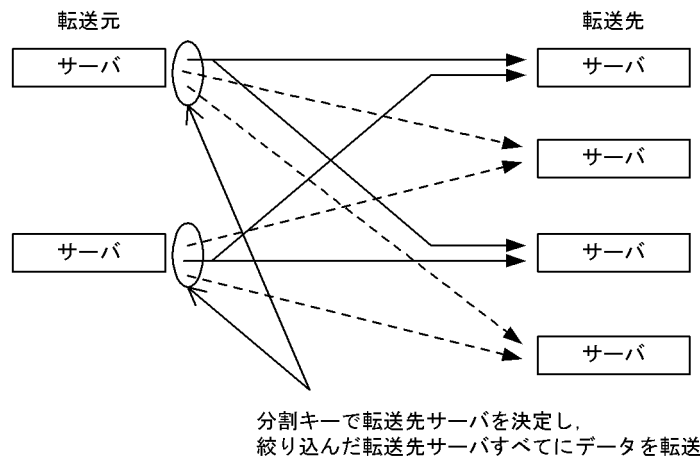 転送元
転送先
サーバ
サーバ
サーバ
サーバ
サーバ
サーバ
分割キーで転送先サーバを決定し,
絞り込んだ転送先サーバすべてにデータを転送